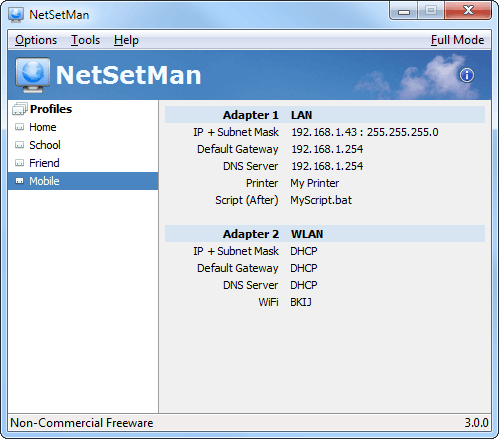 NetSetMan
Options Tools Help Full Mode
NetSetMan
Profiles
Home
School
Friend
Mobile
Adapter 1 LAN
IP + Subnet Mask 192.168.1.43 : 255.255.255.0
Default Gateway 192.168.1.254
DNS Server 192.168.1.254
Printer My Printer
Script (After) MyScript.bat
Adapter 2 WLAN
IP + Subnet Mask DHCP
Default Gateway DHCP
DNS Server DHCP
WiFi BKIJ
Non-Commercial Freeware 3.0.0